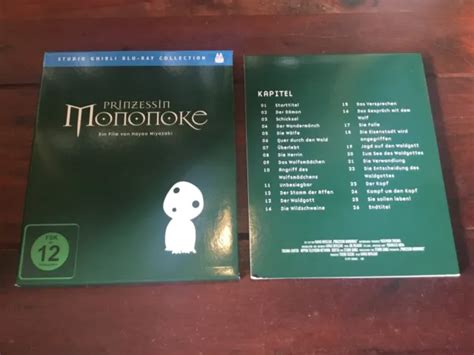 STUDIO GHIBLI BLU-RAY COLLECTION
PRINZESSIN
MONONOKE
Ein Film von Hayao Miyazaki
FSK
12
KAPITEL
01 Starttitel
02 Der Dämon
03 Schicksal
04 Der Wandermönch
05 Die Wölfe
06 Quer durch den Wald
07 Überlebt
08 Die Herrin
09 Das Wolfsmädchen
10 Angriff des
Wolfsmädchens
11 Unbesiegbar
12 Der Stamm der Affen
13 Der Waldgott
14 Die Wildschweine
15 Das Versprechen
16 Das Gespräch mit dem
Wolf
17 Die Falle
18 Die Eisenstadt wird
angegriffen
19 Jagd auf den Waldgott
20 Zum See des Waldgottes
21 Die Verwandlung
22 Die Entscheidung des
Waldgottes
23 Der Kopf
24 Kampf um den Kopf
25 Sie sollen leben!
26 Endtitel